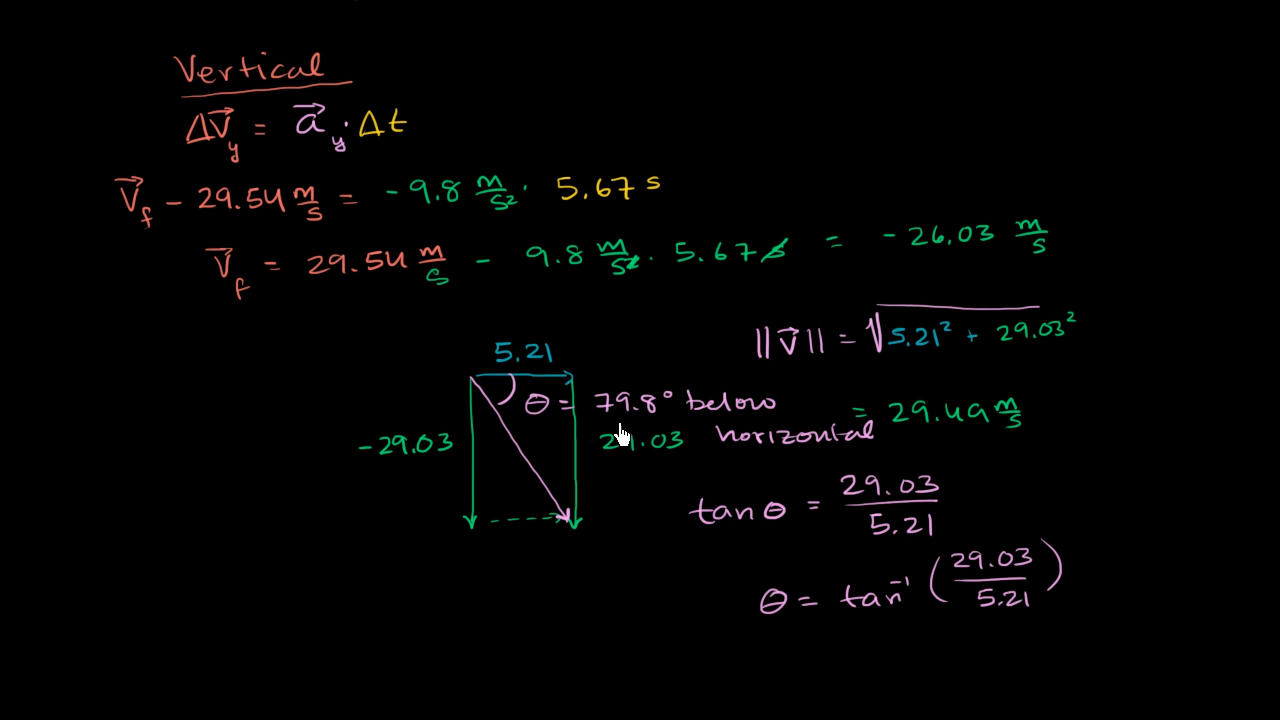 Vertical
Δv⃗y = a⃗y · Δt
v⃗f - 29.54 m/s = -9.8 m/s² · 5.67 s
v⃗f = 29.54 m/s - 9.8 m/s² · 5.67 s = -26.03 m/s
||v⃗|| = √5.21² + 29.03²
5.21
θ = 79.8° below
horizontal
= 29.49 m/s
-29.03
29.03
tan θ = 29.03/5.21
θ = tan⁻¹ (29.03/5.21)